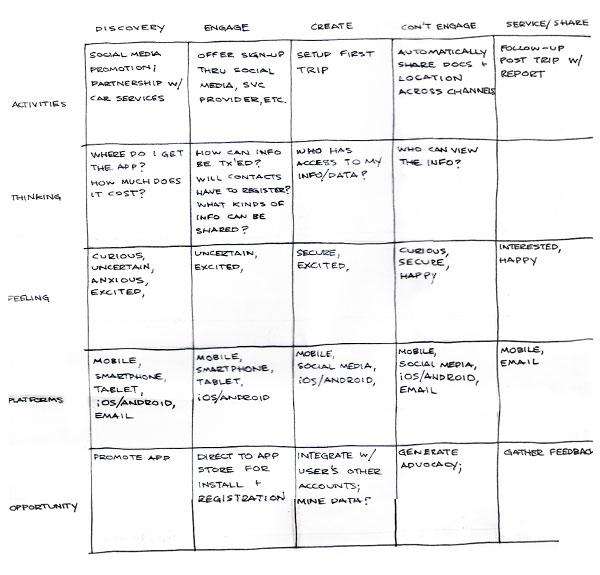 DISCOVERY
ENGAGE
CREATE
CON'T ENGAGE
SERVICE/SHARE
ACTIVITIES
SOCIAL MEDIA
PROMOTION;
PARTNERSHIP W/
CAR SERVICES
OFFER SIGN-UP
THRU SOCIAL
MEDIA, SVC
PROVIDER, ETC.
SETUP FIRST
TRIP
AUTOMATICALLY
SHARE DOCS +
LOCATION
ACROSS CHANNELS
FOLLOW-UP
POST TRIP W/
REPORT
THINKING
WHERE DO I GET
THE APP?
HOW MUCH DOES
IT COST?
HOW CAN INFO
BE TX'ED?
WILL CONTACTS
HAVE TO REGISTER?
WHAT KINDS OF
INFO CAN BE
SHARED?
WHO HAS
ACCESS TO MY
INFO/DATA?
WHO CAN VIEW
THE INFO?
FEELING
CURIOUS,
UNCERTAIN,
ANXIOUS,
EXCITED,
UNCERTAIN,
EXCITED,
SECURE,
EXCITED,
CURIOUS,
SECURE,
HAPPY
INTERESTED,
HAPPY
PLATFORMS
MOBILE,
SMARTPHONE,
TABLET,
iOS/ANDROID,
EMAIL
MOBILE,
SMARTPHONE,
TABLET,
iOS/ANDROID
MOBILE,
SOCIAL MEDIA,
iOS/ANDROID,
MOBILE,
SOCIAL MEDIA,
iOS/ANDROID,
EMAIL
MOBILE,
EMAIL
OPPORTUNITY
PROMOTE APP
DIRECT TO APP
STORE FOR
INSTALL +
REGISTRATION
INTEGRATE W/
USER'S OTHER
ACCOUNTS;
MINE DATA?
GENERATE
ADVOCACY;
GATHER FEEDBACK